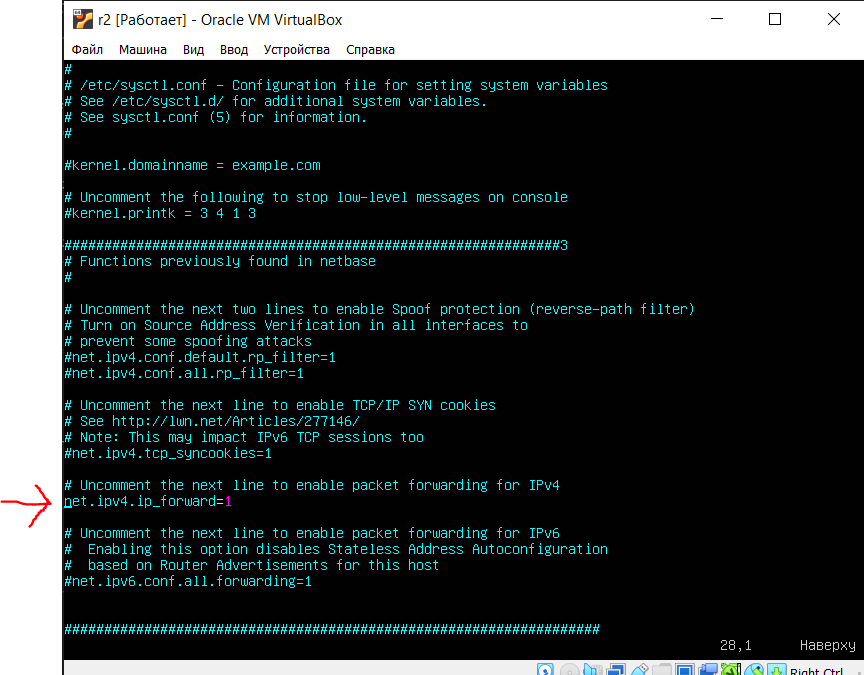 r2 [Работает] - Oracle VM VirtualBox
Файл Машина Вид Ввод Устройства Справка
#
# /etc/sysctl.conf - Configuration file for setting system variables
# See /etc/sysctl.d/ for additional system variables.
# See sysctl.conf (5) for information.
#
#kernel.domainname = example.com
# Uncomment the following to stop low-level messages on console
#kernel.printk = 3 4 1 3
##############################################################3
# Functions previously found in netbase
#
# Uncomment the next two lines to enable Spoof protection (reverse-path filter)
# Turn on Source Address Verification in all interfaces to
# prevent some spoofing attacks
#net.ipv4.conf.default.rp_filter=1
#net.ipv4.conf.all.rp_filter=1
# Uncomment the next line to enable TCP/IP SYN cookies
# See http://lwn.net/Articles/277146/
# Note: This may impact IPv6 TCP sessions too
#net.ipv4.tcp_syncookies=1
# Uncomment the next line to enable packet forwarding for IPv4
net.ipv4.ip_forward=1
# Uncomment the next line to enable packet forwarding for IPv6
#  Enabling this option disables Stateless Address Autoconfiguration
#  based on Router Advertisements for this host
#net.ipv6.conf.all.forwarding=1
###################################################################
28,1 Наверху
Right Ctrl